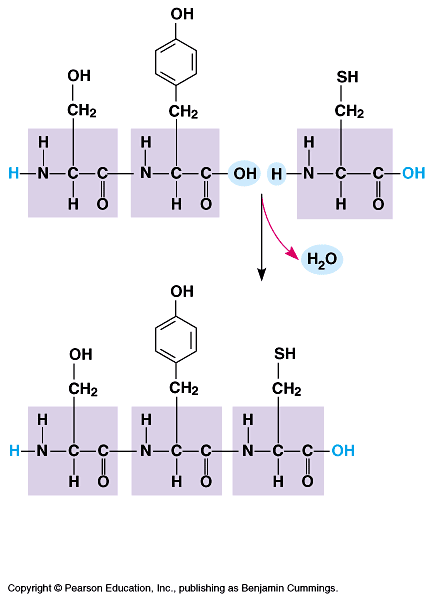 OH
OH SH
CH₂ CH₂ CH₂
H H H
H N C C N C C OH H N C C OH
H O H O H O
H₂O
OH
OH SH
CH₂ CH₂ CH₂
H H H
H N C C N C C N C C OH
H O H O H O
Copyright © Pearson Education, Inc., publishing as Benjamin Cummings.